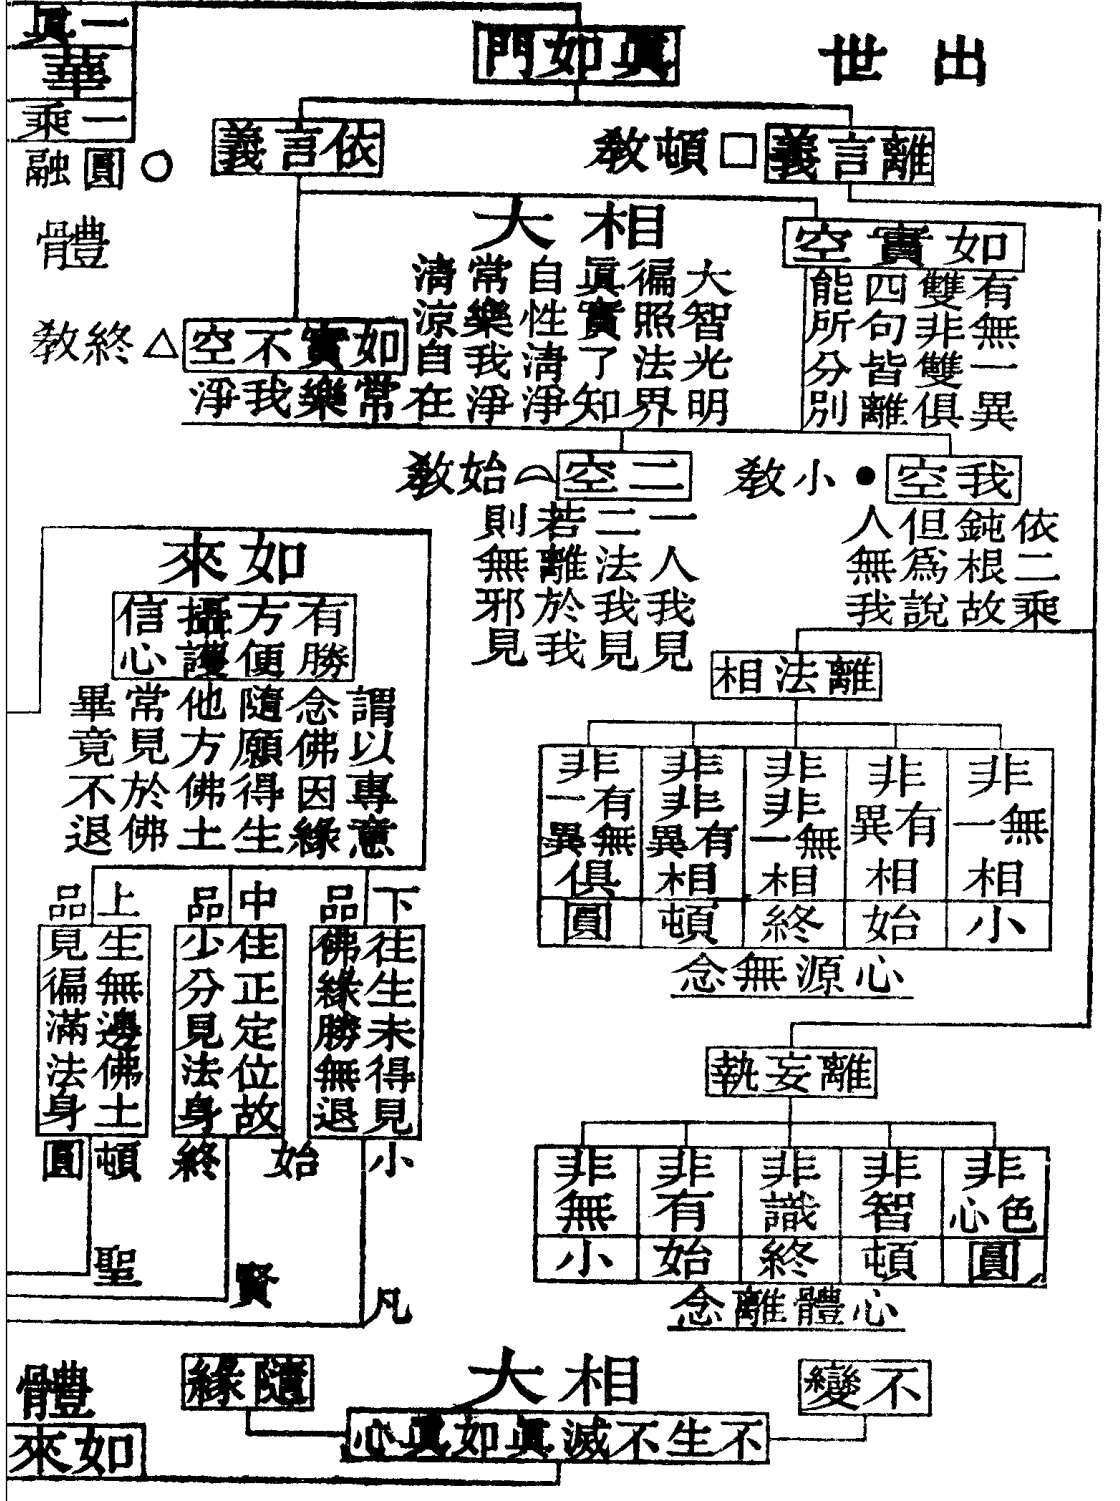 出世
眞如門
一眞
華
一乘
離言義
□頓敎
依言義
○圓融
體
相大
如實空
有無一異
雙非雙俱
四句皆離
能所分別
大智光明
徧照法界
眞實了知
自性淸淨
常樂我淨
淸涼自在
如實不空
△終敎
常樂我淨
我空
●小敎
依二乘
鈍根故
但爲說
人無我
二空
始敎
一人我見
二法我見
若離於我
則無邪見
離法相
非一無相
小
非異有相
始
非非一無相
終
非非異有相
頓
非一有異無俱
圓
心源無念
離妄執
非色心
圓
非智
頓
非識
終
非有
始
非無
小
心體離念
如來
有勝
方便
攝護
信心
謂以專意
念佛因緣
隨願得生
他方佛土
常見於佛
畢竟不退
下品
往生未得見
佛緣勝無退
小
始
凡
中品
住正定位故
少分見法身
終
賢
上品
生無邊佛土
見徧滿法身
頓
圓
聖
不變
相大
隨緣
體
不生不滅眞如眞心
如來